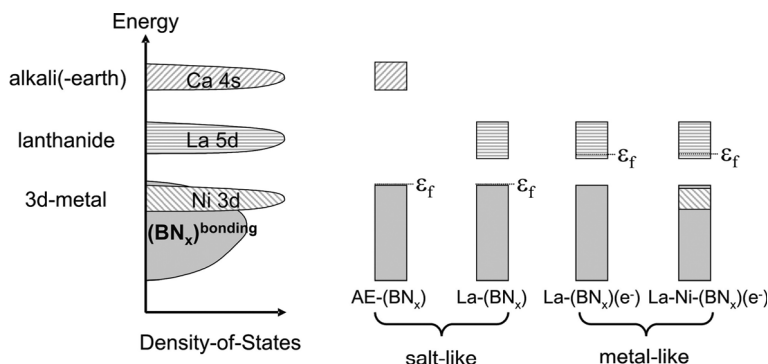 Energy
alkali(-earth)
Ca 4s
lanthanide
La 5d
3d-metal
Ni 3d
(BNₓ)ᵇᵒⁿᵈⁱⁿᵍ
Density-of-States
εf
εf
εf
εf
AE-(BNₓ)
La-(BNₓ)
La-(BNₓ)(e⁻)
La-Ni-(BNₓ)(e⁻)
salt-like
metal-like